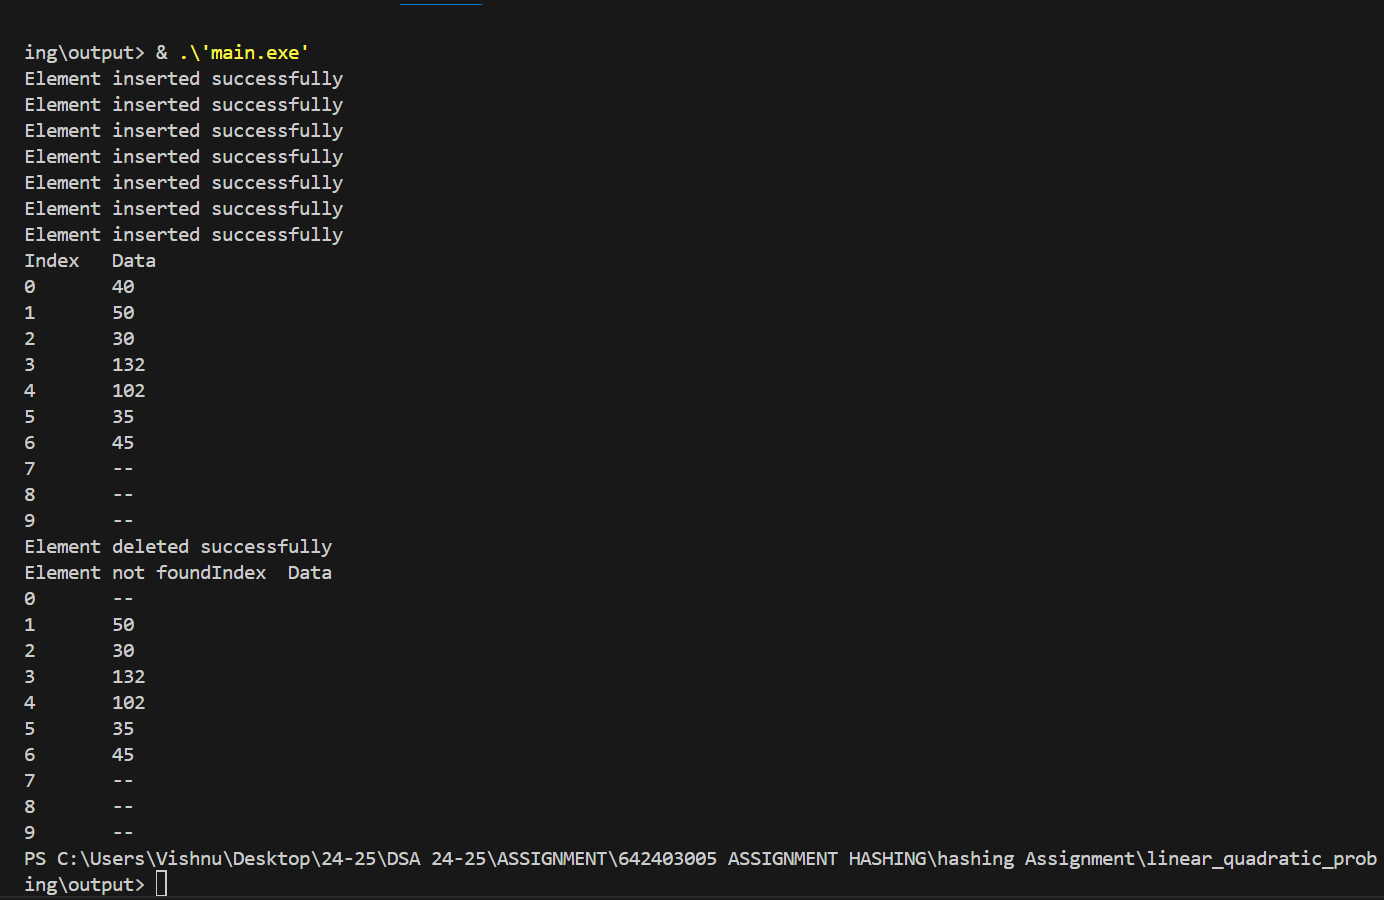 ing\output> & .\'main.exe'
Element inserted successfully
Element inserted successfully
Element inserted successfully
Element inserted successfully
Element inserted successfully
Element inserted successfully
Element inserted successfully
Index   Data
0       40
1       50
2       30
3       132
4       102
5       35
6       45
7       --
8       --
9       --
Element deleted successfully
Element not foundIndex  Data
0       --
1       50
2       30
3       132
4       102
5       35
6       45
7       --
8       --
9       --
PS C:\Users\Vishnu\Desktop\24-25\DSA 24-25\ASSIGNMENT\642403005 ASSIGNMENT HASHING\hashing Assignment\linear_quadratic_prob
ing\output>